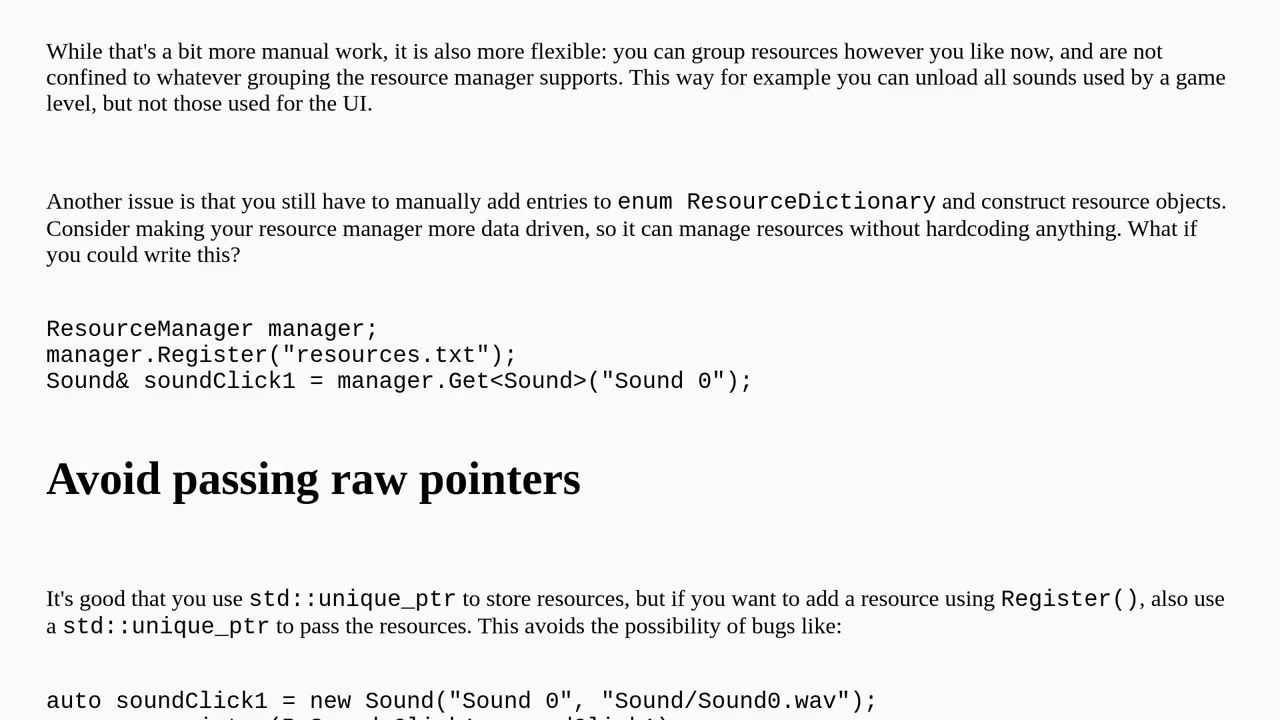 While that's a bit more manual work, it is also more flexible: you can group resources however you like now, and are not
confined to whatever grouping the resource manager supports. This way for example you can unload all sounds used by a game
level, but not those used for the UI.
Another issue is that you still have to manually add entries to enum ResourceDictionary and construct resource objects.
Consider making your resource manager more data driven, so it can manage resources without hardcoding anything. What if
you could write this?
ResourceManager manager;
manager.Register("resources.txt");
Sound& soundClick1 = manager.Get<Sound>("Sound 0");
Avoid passing raw pointers
It's good that you use std::unique_ptr to store resources, but if you want to add a resource using Register(), also use
a std::unique_ptr to pass the resources. This avoids the possibility of bugs like:
auto soundClick1 = new Sound("Sound 0", "Sound/Sound0.wav");